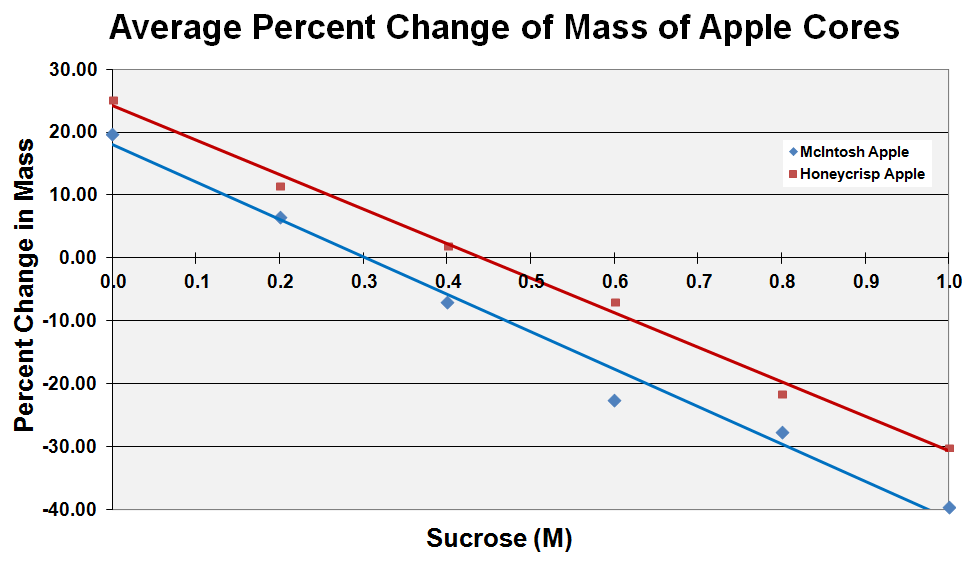 Average Percent Change of Mass of Apple Cores
30.00
20.00
10.00
0.00
-10.00
-20.00
-30.00
-40.00
Percent Change in Mass
0.0 0.1 0.2 0.3 0.4 0.5 0.6 0.7 0.8 0.9 1.0
McIntosh Apple
Honeycrisp Apple
Sucrose (M)